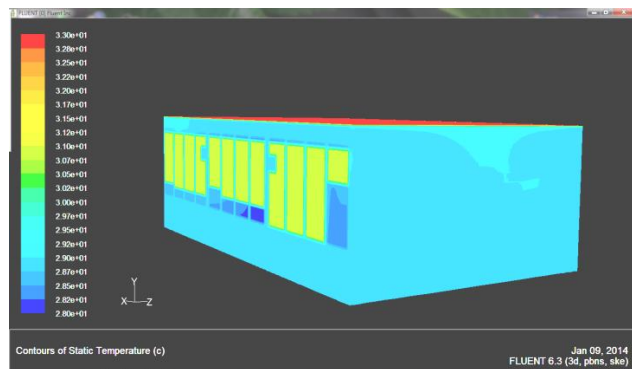 FLUENT [0] Fluent Inc
3.30e+01
3.28e+01
3.25e+01
3.22e+01
3.20e+01
3.17e+01
3.15e+01
3.12e+01
3.10e+01
3.07e+01
3.05e+01
3.02e+01
3.00e+01
2.97e+01
2.95e+01
2.92e+01
2.90e+01
2.87e+01
2.85e+01
2.82e+01
2.80e+01
Y
X
Z
Contours of Static Temperature (c)
Jan 09, 2014
FLUENT 6.3 (3d, pbns, ske)